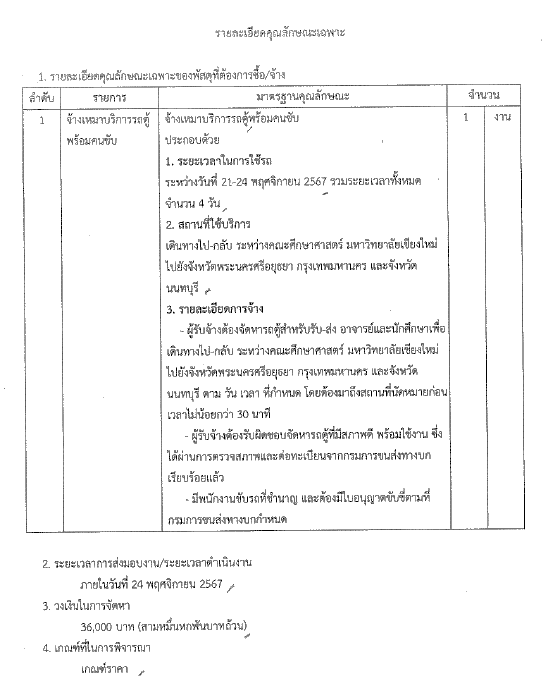 รายละเอียดคุณลักษณะเฉพาะ
1. รายละเอียดคุณลักษณะเฉพาะของพัสดุที่ต้องการซื้อ/จ้าง
ลำดับ รายการ มาตรฐานคุณลักษณะ จำนวน
1 จ้างเหมาบริการรถตู้ จ้างเหมาบริการรถตู้พร้อมคนขับ 1 งาน
พร้อมคนขับ ประกอบด้วย
1. ระยะเวลาในการใช้รถ
ระหว่างวันที่ 21-24 พฤศจิกายน 2567 รวมระยะเวลาทั้งหมด
จำนวน 4 วัน
2. สถานที่ใช้บริการ
เดินทางไป-กลับ ระหว่างคณะศึกษาศาสตร์ มหาวิทยาลัยเชียงใหม่
ไปยังจังหวัดพระนครศรีอยุธยา กรุงเทพมหานคร และจังหวัด
นนทบุรี
3. รายละเอียดการจ้าง
- ผู้รับจ้างต้องจัดหารถตู้สำหรับรับ-ส่ง อาจารย์และนักศึกษาเพื่อ
เดินทางไป-กลับ ระหว่างคณะศึกษาศาสตร์ มหาวิทยาลัยเชียงใหม่
ไปยังจังหวัดพระนครศรีอยุธยา กรุงเทพมหานคร และจังหวัด
นนทบุรี ตาม วัน เวลา ที่กำหนด โดยต้องมาถึงสถานที่นัดหมายก่อน
เวลาไม่น้อยกว่า 30 นาที
- ผู้รับจ้างต้องรับผิดชอบจัดหารถตู้ที่มีสภาพดี พร้อมใช้งาน ซึ่ง
ได้ผ่านการตรวจสภาพและต่อทะเบียนจากกรมการขนส่งทางบก
เรียบร้อยแล้ว
- มีพนักงานขับรถที่ชำนาญ และต้องมีใบอนุญาตขับขี่ตามที่
กรมการขนส่งทางบกกำหนด
2. ระยะเวลาการส่งมอบงาน/ระยะเวลาดำเนินงาน
ภายในวันที่ 24 พฤศจิกายน 2567
3. วงเงินในการจัดหา
36,000 บาท (สามหมื่นหกพันบาทถ้วน)
4. เกณฑ์ที่ในการพิจารณา
เกณฑ์ราคา